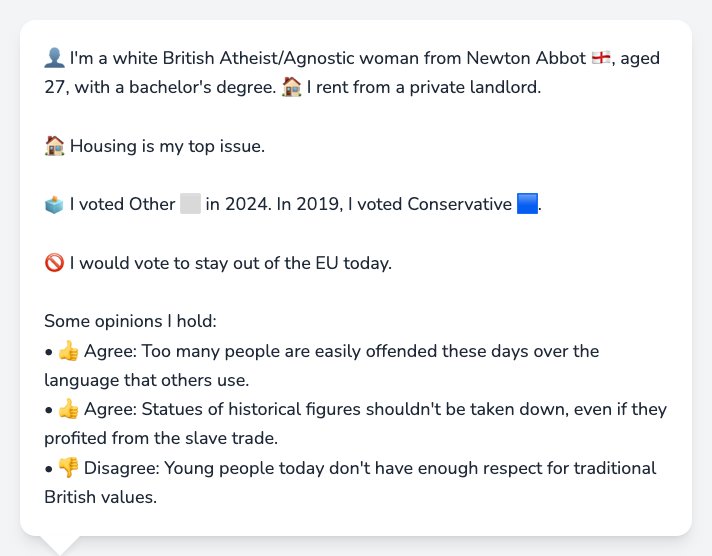 👤 I'm a white British Atheist/Agnostic woman from Newton Abbot 🏴󠁧󠁢󠁥󠁮󠁧󠁿, aged
27, with a bachelor's degree. 🏠 I rent from a private landlord.
🏠 Housing is my top issue.
🗳️ I voted Other ⬜ in 2024. In 2019, I voted Conservative 🟦.
🚫 I would vote to stay out of the EU today.
Some opinions I hold:
• 👍 Agree: Too many people are easily offended these days over the
language that others use.
• 👍 Agree: Statues of historical figures shouldn't be taken down, even if they
profited from the slave trade.
• 👎 Disagree: Young people today don't have enough respect for traditional
British values.